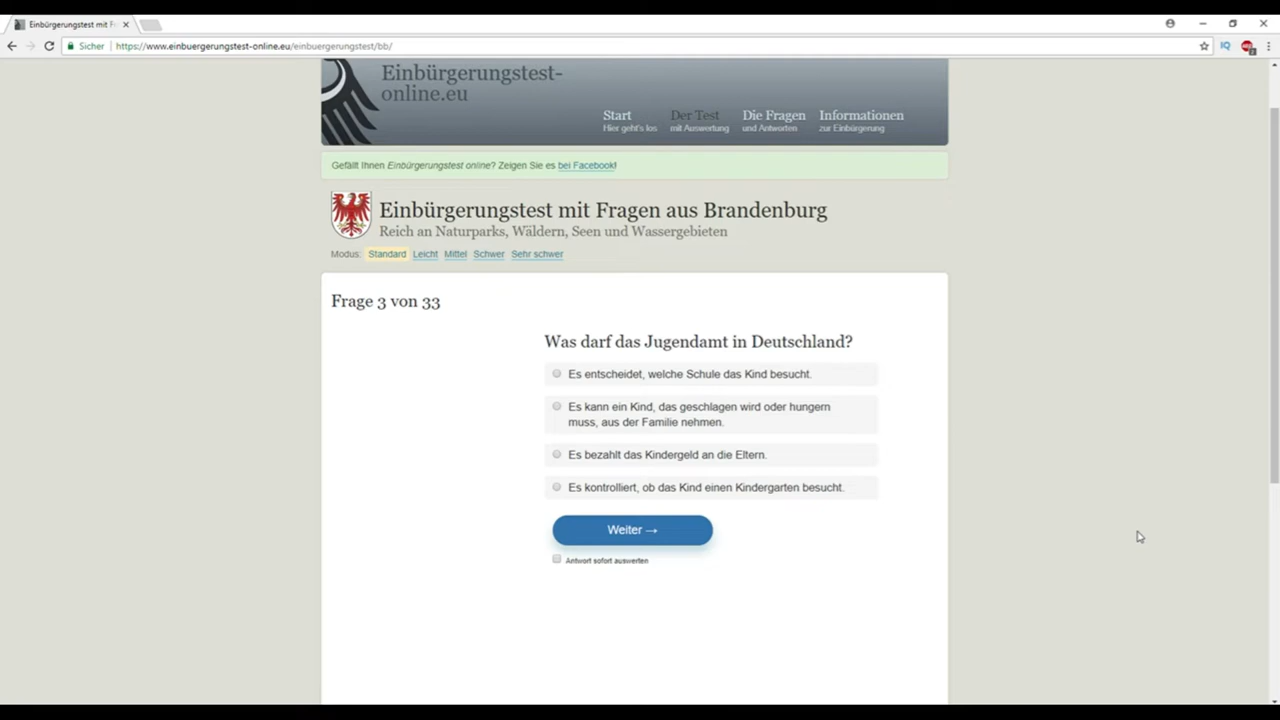 Einbürgerungstest mit F
Sicher https://www.einbuergerungstest-online.eu/einbuergerungstest/bb/
Einbürgerungstest-
online.eu
Start Der Test Die Fragen Informationen
Hier geht's los mit Auswertung und Antworten zur Einbürgerung
Gefällt Ihnen Einbürgerungstest online? Zeigen Sie es bei Facebook!
Einbürgerungstest mit Fragen aus Brandenburg
Reich an Naturparks, Wäldern, Seen und Wassergebieten
Modus: Standard Leicht Mittel Schwer Sehr schwer
Frage 3 von 33
Was darf das Jugendamt in Deutschland?
Es entscheidet, welche Schule das Kind besucht.
Es kann ein Kind, das geschlagen wird oder hungern
muss, aus der Familie nehmen.
Es bezahlt das Kindergeld an die Eltern.
Es kontrolliert, ob das Kind einen Kindergarten besucht.
Weiter →
Antwort sofort auswerten